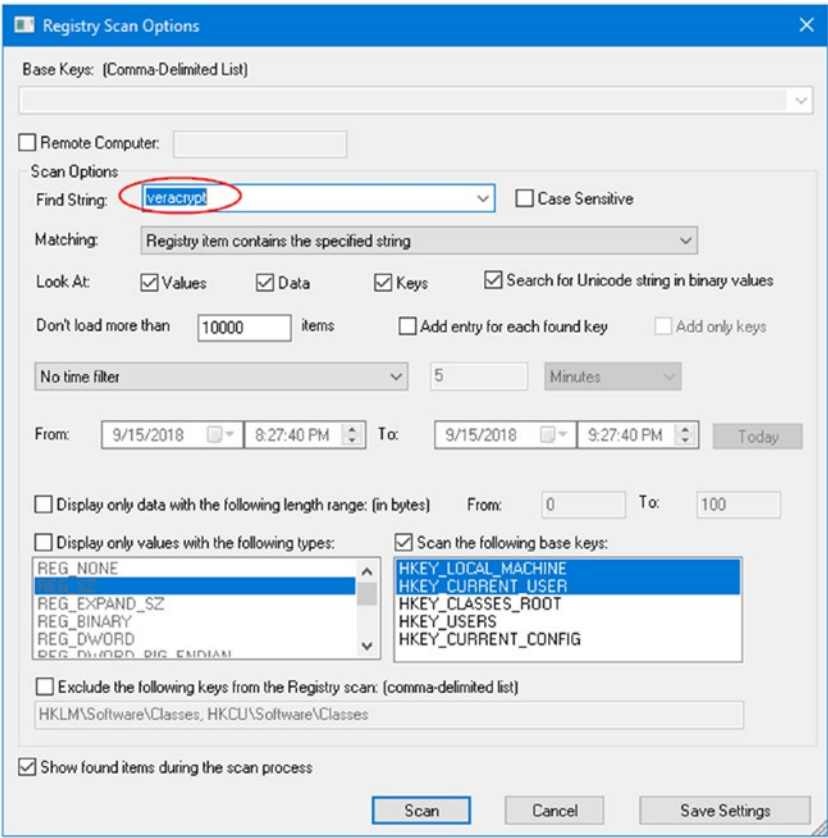 Registry Scan Options
Base Keys: (Comma-Delimited List)
Remote Computer:
Scan Options
Find String: veracrypt Case Sensitive
Matching: Registry item contains the specified string
Look At: Values Data Keys Search for Unicode string in binary values
Don't load more than 10000 items Add entry for each found key Add only keys
No time filter 5 Minutes
From: 9/15/2018 8:27:40 PM To: 9/15/2018 9:27:40 PM Today
Display only data with the following length range: (in bytes) From: 0 To: 100
Display only values with the following types: Scan the following base keys:
REG_NONE HKEY_LOCAL_MACHINE
REG_SZ HKEY_CURRENT_USER
REG_EXPAND_SZ HKEY_CLASSES_ROOT
REG_BINARY HKEY_USERS
REG_DWORD HKEY_CURRENT_CONFIG
REG_DWORD_BIG_ENDIAN
Exclude the following keys from the Registry scan: (comma-delimited list)
HKLM\Software\Classes, HKCU\Software\Classes
Show found items during the scan process
Scan Cancel Save Settings